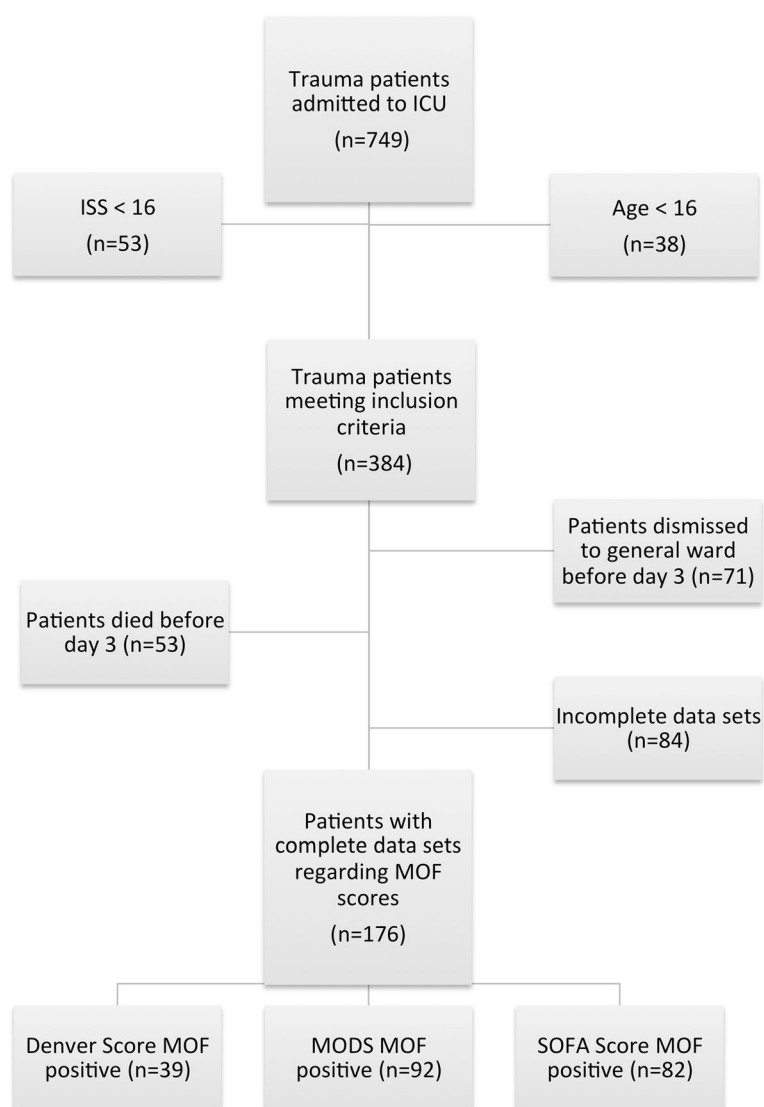 Trauma patients
admitted to ICU
(n=749)
ISS < 16
(n=53)
Age < 16
(n=38)
Trauma patients
meeting inclusion
criteria
(n=384)
Patients dismissed
to general ward
before day 3 (n=71)
Patients died before
day 3 (n=53)
Incomplete data sets
(n=84)
Patients with
complete data sets
regarding MOF
scores
(n=176)
Denver Score MOF
positive (n=39)
MODS MOF
positive (n=92)
SOFA Score MOF
positive (n=82)